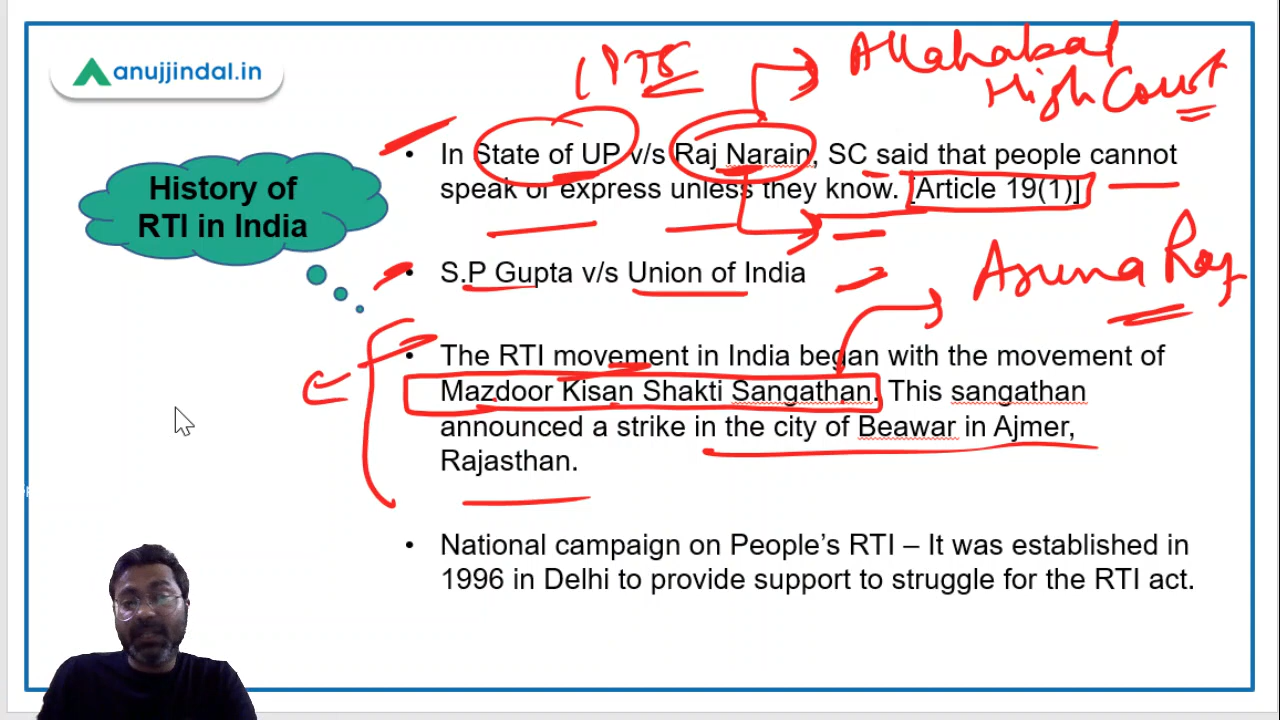 anujjindal.in
1975
Allahabad
High Court
History of
RTI in India
• In State of UP v/s Raj Narain, SC said that people cannot
speak or express unless they know. [Article 19(1)]
• S.P Gupta v/s Union of India
Aruna Roy
• The RTI movement in India began with the movement of
Mazdoor Kisan Shakti Sangathan. This sangathan
announced a strike in the city of Beawar in Ajmer,
Rajasthan.
• National campaign on People’s RTI – It was established in
1996 in Delhi to provide support to struggle for the RTI act.